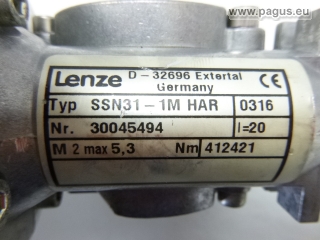 © www.pagus.eu
Lenze D - 32696 Extertal
Germany CE
Typ SSN31 - 1M HAR 0316
Nr. 30045494 I=20
M 2 max 5,3 Nm 412421